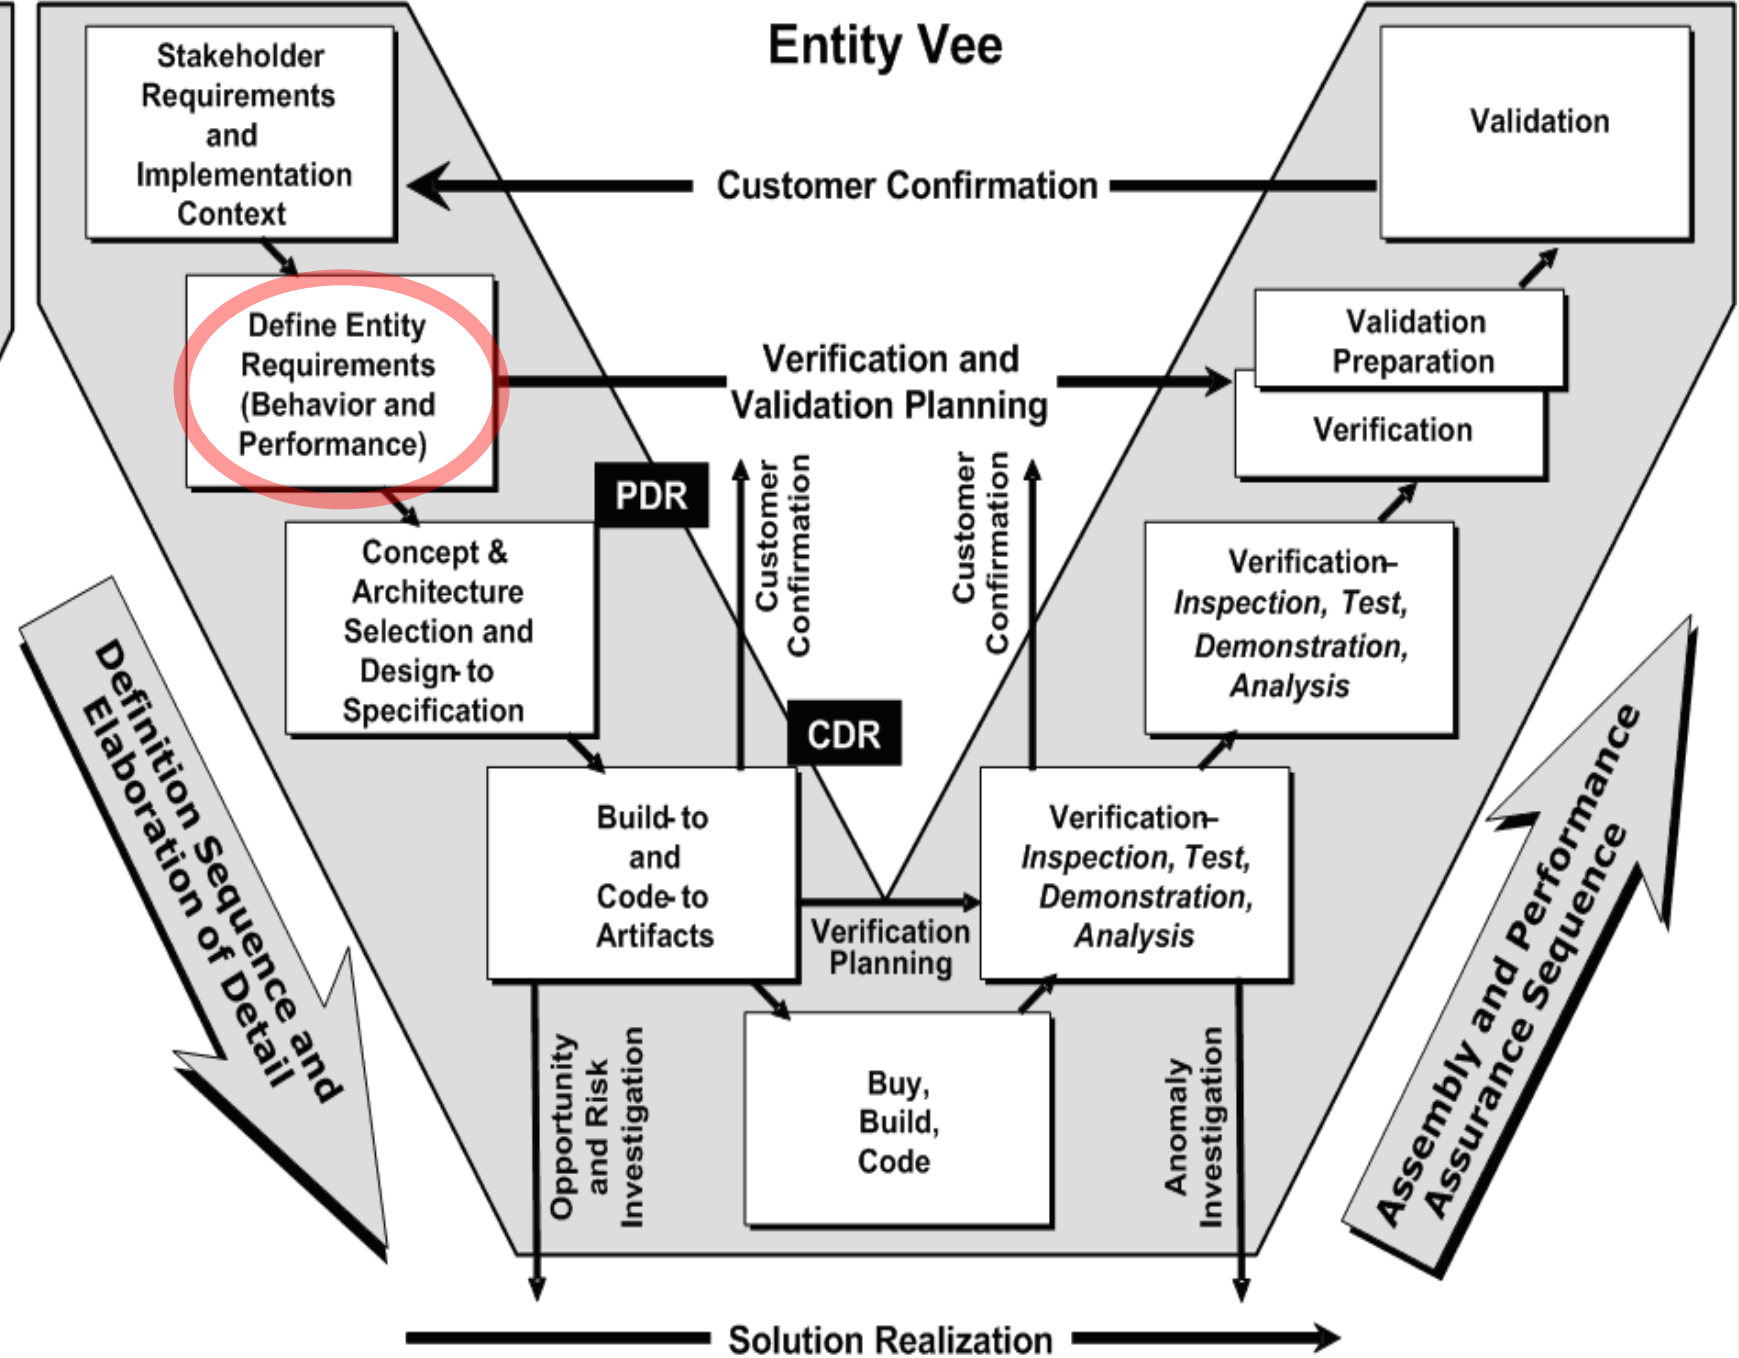 Entity Vee
Stakeholder
Requirements
and
Implementation
Context
Customer Confirmation
Validation
Define Entity
Requirements
(Behavior and
Performance)
Verification and
Validation Planning
Validation
Preparation
Verification
PDR
Concept &
Architecture
Selection and
Design-to
Specification
Customer
Confirmation
Customer
Confirmation
Verification–
Inspection, Test,
Demonstration,
Analysis
CDR
Build-to
and
Code-to
Artifacts
Verification
Planning
Verification–
Inspection, Test,
Demonstration,
Analysis
Buy,
Build,
Code
Opportunity
and Risk
Investigation
Anomaly
Investigation
Definition Sequence and
Elaboration of Detail
Assembly and Performance
Assurance Sequence
Solution Realization